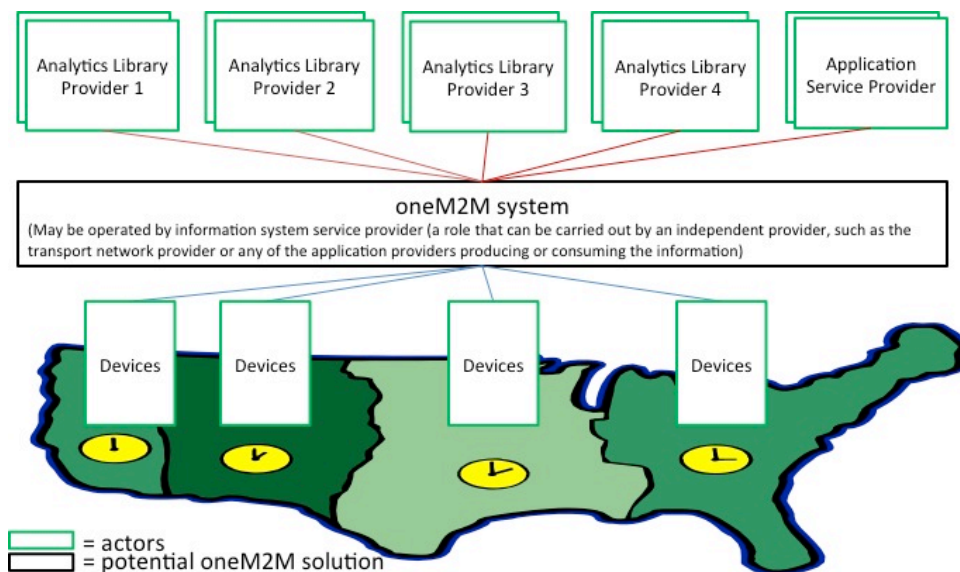 Analytics Library
Provider 1
Analytics Library
Provider 2
Analytics Library
Provider 3
Analytics Library
Provider 4
Application
Service Provider
oneM2M system
(May be operated by information system service provider (a role that can be carried out by an independent provider, such as the
transport network provider or any of the application providers producing or consuming the information)
Devices
Devices
Devices
Devices
= actors
= potential oneM2M solution